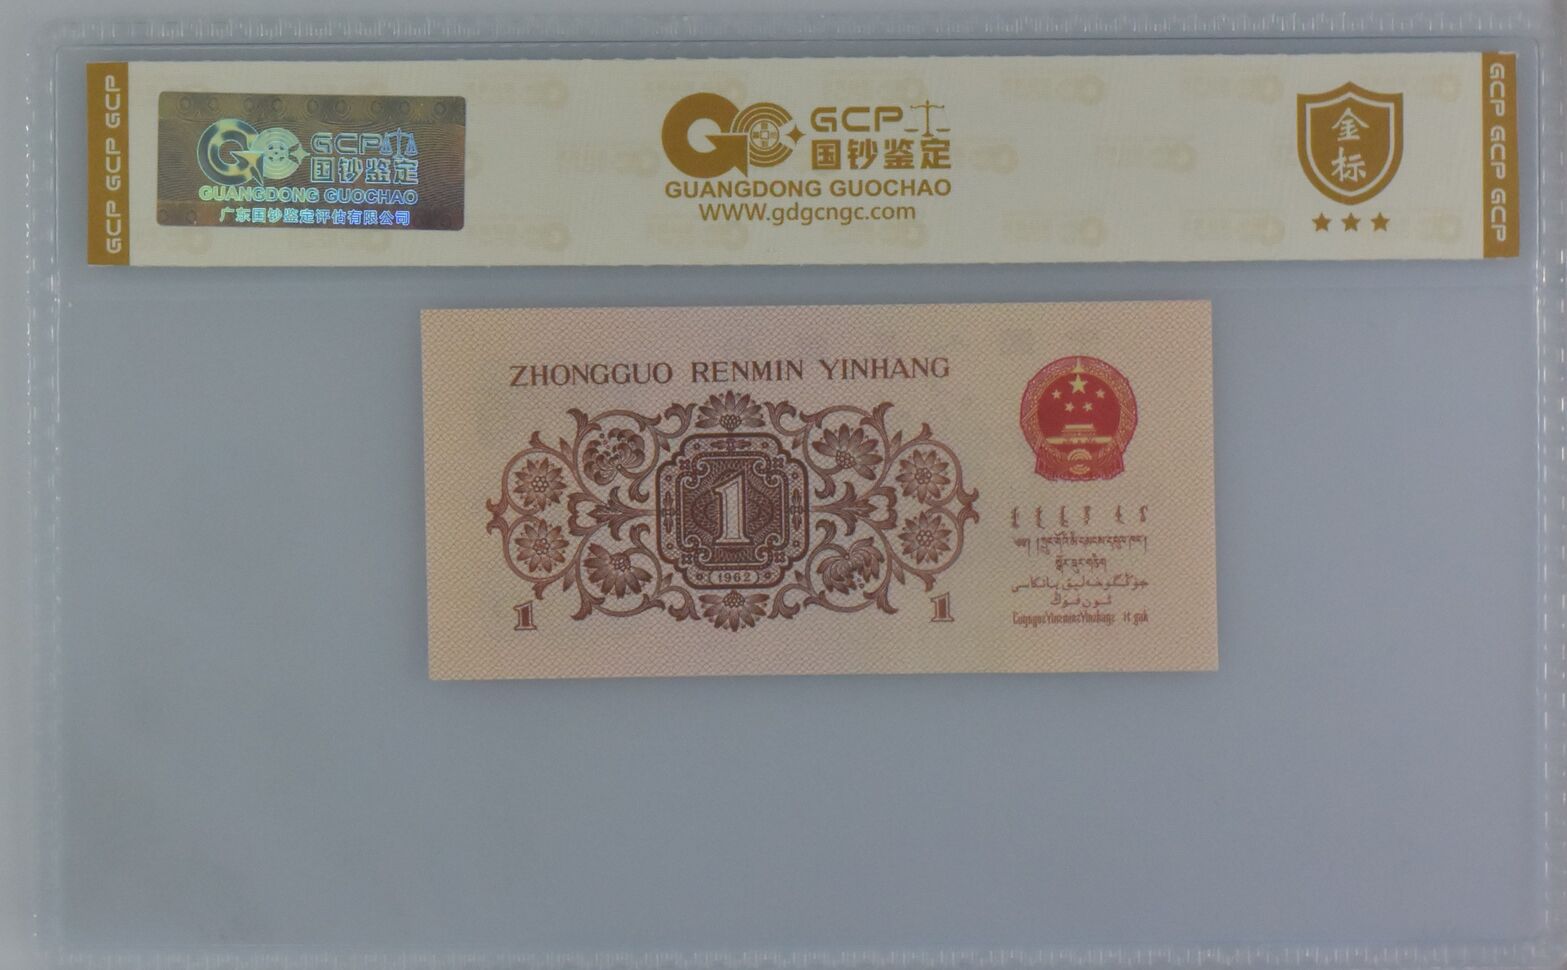 GCP GCP GCP
GCP
国钞鉴定
GUANGDONG GUOCHAO
广东国钞鉴定评估有限公司
GCP
国钞鉴定
GUANGDONG GUOCHAO
WWW.gdgcngc.com
金
标
GCP GCP GCP GCP
ZHONGGUO RENMIN YINHANG
1
(1962)
1
1